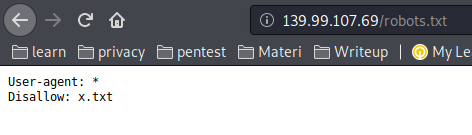 139.99.107.69/robots.txt
learn privacy pentest Materi Writeup My Le
User-agent: *
Disallow: x.txt